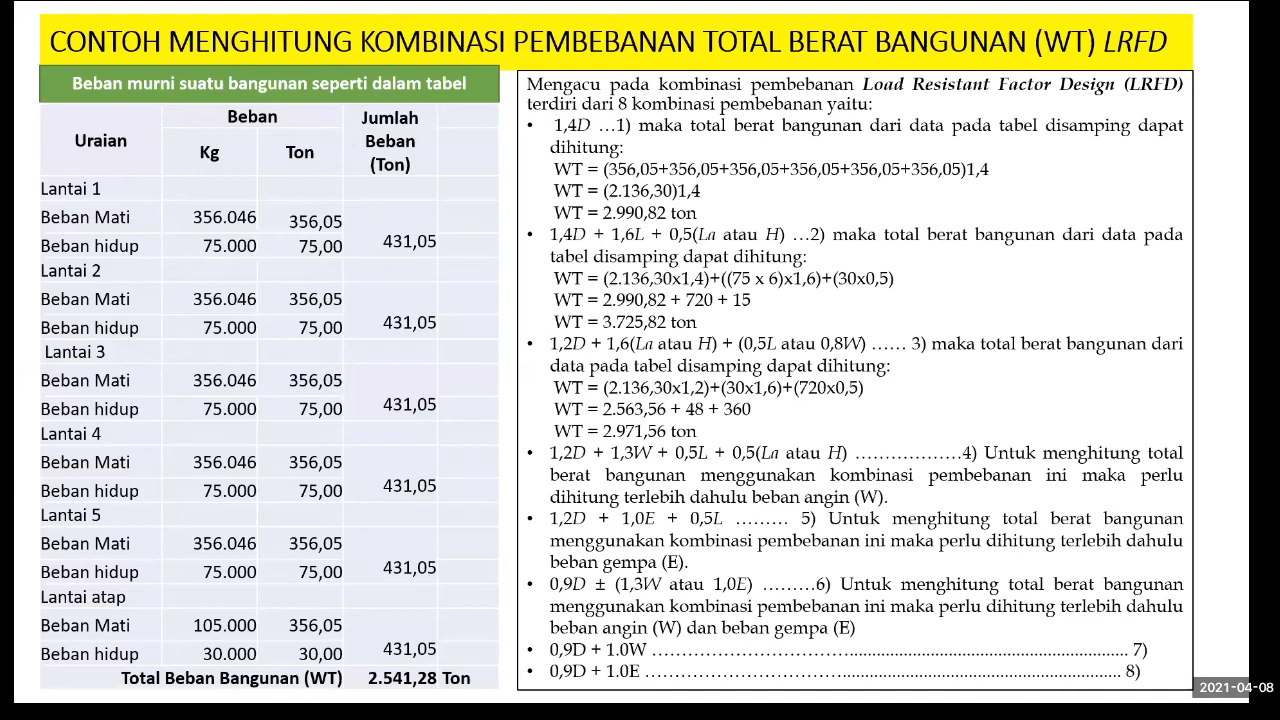 CONTOH MENGHITUNG KOMBINASI PEMBEBANAN TOTAL BERAT BANGUNAN (WT) LRFD
Beban murni suatu bangunan seperti dalam tabel
Uraian Beban Jumlah Beban (Ton)
Kg Ton
Lantai 1
Beban Mati 356.046 356,05
Beban hidup 75.000 75,00 431,05
Lantai 2
Beban Mati 356.046 356,05
Beban hidup 75.000 75,00 431,05
Lantai 3
Beban Mati 356.046 356,05
Beban hidup 75.000 75,00 431,05
Lantai 4
Beban Mati 356.046 356,05
Beban hidup 75.000 75,00 431,05
Lantai 5
Beban Mati 356.046 356,05
Beban hidup 75.000 75,00 431,05
Lantai atap
Beban Mati 105.000 356,05
Beban hidup 30.000 30,00 431,05
Total Beban Bangunan (WT) 2.541,28 Ton
Mengacu pada kombinasi pembebanan Load Resistant Factor Design (LRFD)
terdiri dari 8 kombinasi pembebanan yaitu:
• 1,4D …1) maka total berat bangunan dari data pada tabel disamping dapat
dihitung:
WT = (356,05+356,05+356,05+356,05+356,05+356,05)1,4
WT = (2.136,30)1,4
WT = 2.990,82 ton
• 1,4D + 1,6L + 0,5(La atau H) …2) maka total berat bangunan dari data pada
tabel disamping dapat dihitung:
WT = (2.136,30x1,4)+((75 x 6)x1,6)+(30x0,5)
WT = 2.990,82 + 720 + 15
WT = 3.725,82 ton
• 1,2D + 1,6(La atau H) + (0,5L atau 0,8W) …… 3) maka total berat bangunan dari
data pada tabel disamping dapat dihitung:
WT = (2.136,30x1,2)+(30x1,6)+(720x0,5)
WT = 2.563,56 + 48 + 360
WT = 2.971,56 ton
• 1,2D + 1,3W + 0,5L + 0,5(La atau H) ………………4) Untuk menghitung total
berat bangunan menggunakan kombinasi pembebanan ini maka perlu
dihitung terlebih dahulu beban angin (W).
• 1,2D + 1,0E + 0,5L ……… 5) Untuk menghitung total berat bangunan
menggunakan kombinasi pembebanan ini maka perlu dihitung terlebih dahulu
beban gempa (E).
• 0,9D ± (1,3W atau 1,0E) ………6) Untuk menghitung total berat bangunan
menggunakan kombinasi pembebanan ini maka perlu dihitung terlebih dahulu
beban angin (W) dan beban gempa (E)
• 0,9D + 1.0W ……………………………........................................................... 7)
• 0,9D + 1.0E ……………………………........................................................... 8)
2021-04-08